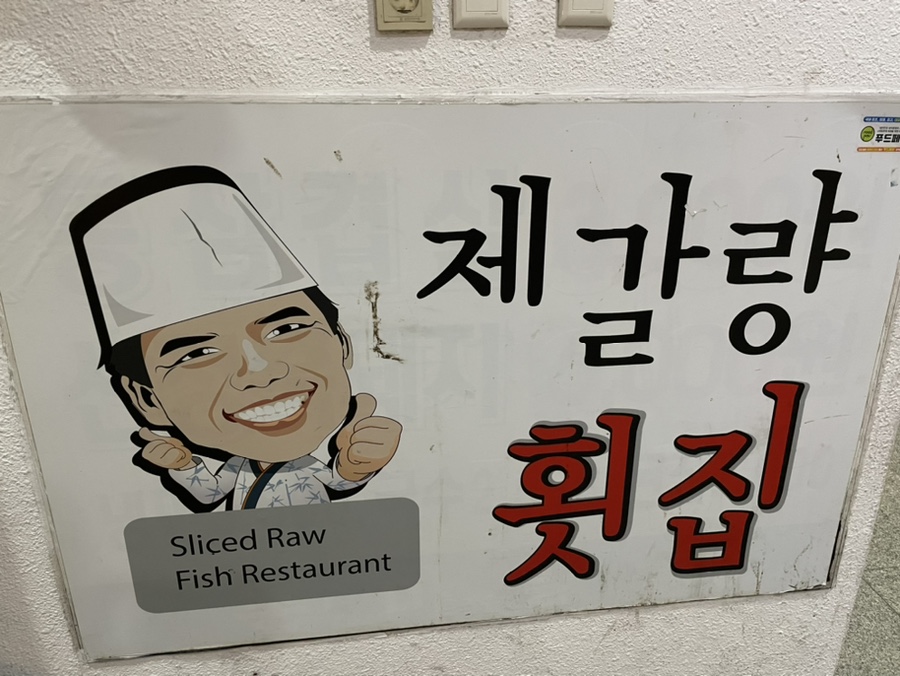 제갈량
횟집
Sliced Raw
Fish Restaurant